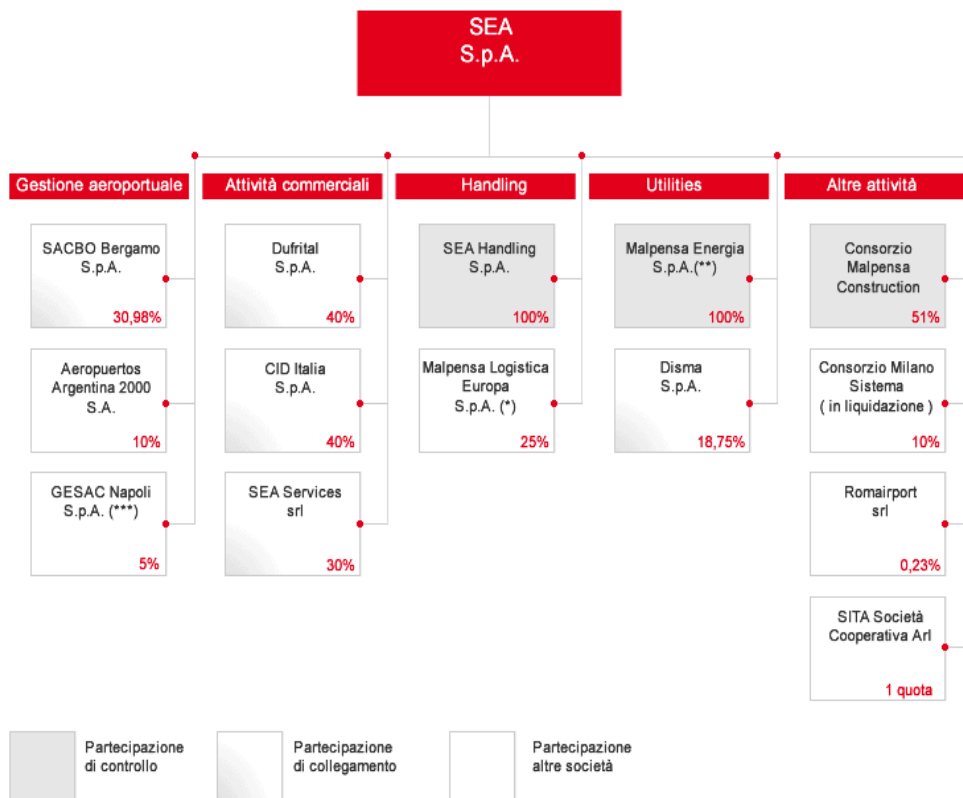 SEA
S.p.A.
Gestione aeroportuale
SACBO Bergamo
S.p.A.
30,98%
Aeropuertos
Argentina 2000
S.A.
10%
GESAC Napoli
S.p.A. (***)
5%
Attività commerciali
Dufrital
S.p.A.
40%
CID Italia
S.p.A.
40%
SEA Services
srl
30%
Handling
SEA Handling
S.p.A.
100%
Malpensa Logistica
Europa
S.p.A. (*)
25%
Utilities
Malpensa Energia
S.p.A.(**)
100%
Disma
S.p.A.
18,75%
Altre attività
Consorzio
Malpensa
Construction
51%
Consorzio Milano
Sistema
( in liquidazione )
10%
Romairport
srl
0,23%
SITA Società
Cooperativa Arl
1 quota
Partecipazione
di controllo
Partecipazione
di collegamento
Partecipazione
altre società